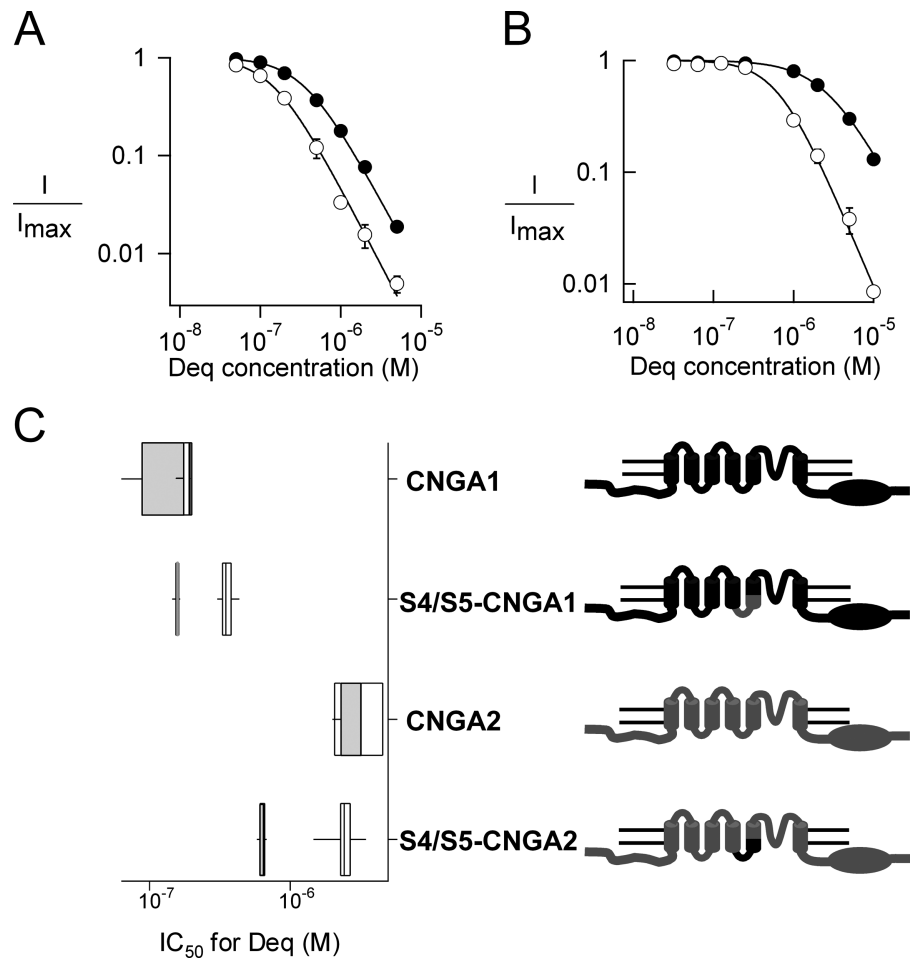 A
1
0.1
0.01
I
Imax
10-8 10-7 10-6 10-5
Deq concentration (M)
B
1
0.1
0.01
I
Imax
10-8 10-7 10-6 10-5
Deq concentration (M)
C
CNGA1
S4/S5-CNGA1
CNGA2
S4/S5-CNGA2
10-7 10-6
IC50 for Deq (M)